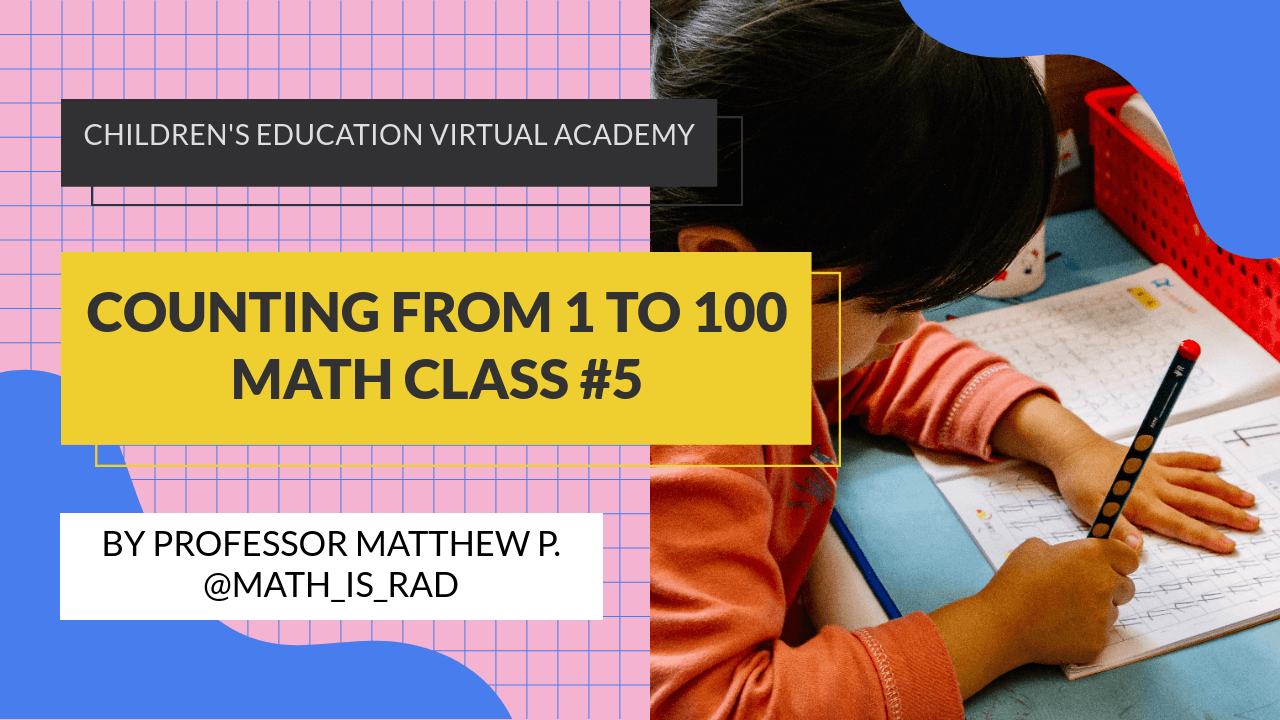 CHILDREN'S EDUCATION VIRTUAL ACADEMY
COUNTING FROM 1 TO 100
MATH CLASS #5
BY PROFESSOR MATTHEW P.
@MATH_IS_RAD